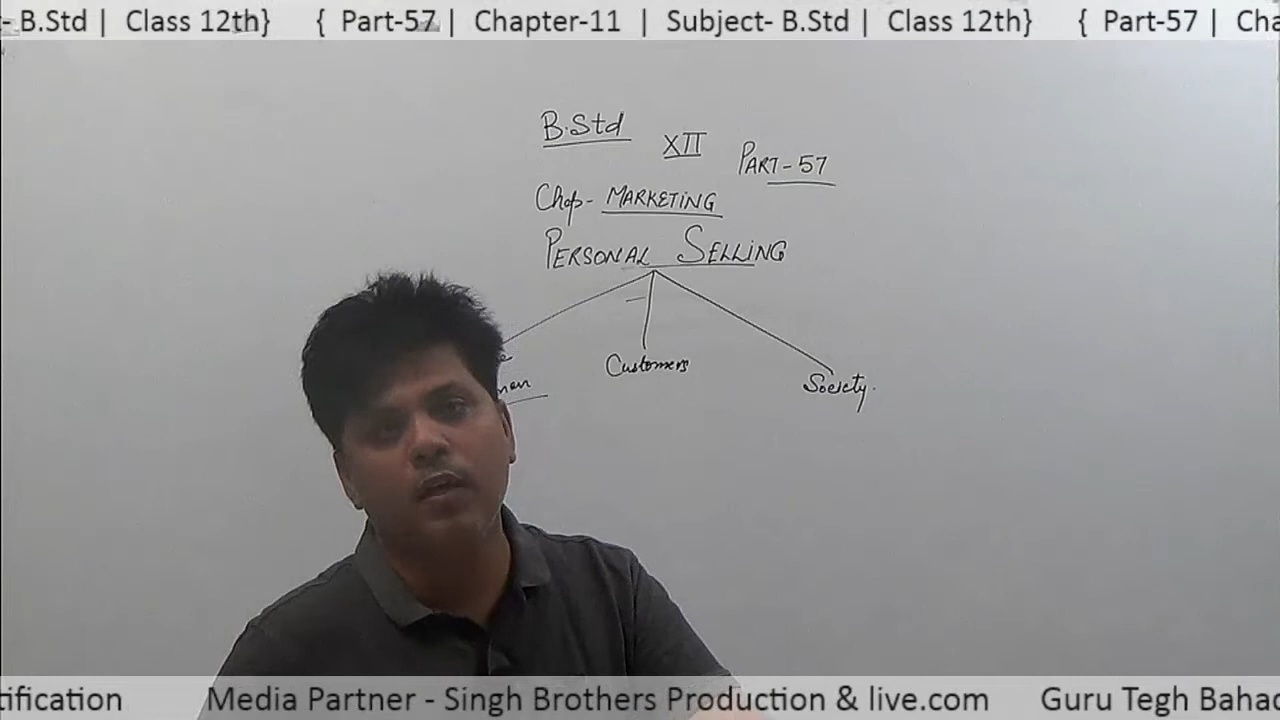 - B.Std | Class 12th} { Part-57 | Chapter-11 | Subject- B.Std | Class 12th} { Part-57 | Cha
B.Std XII PART-57
Chap- MARKETING
PERSONAL SELLING
Customers
Society.
tification Media Partner - Singh Brothers Production & live.com Guru Tegh Bahad